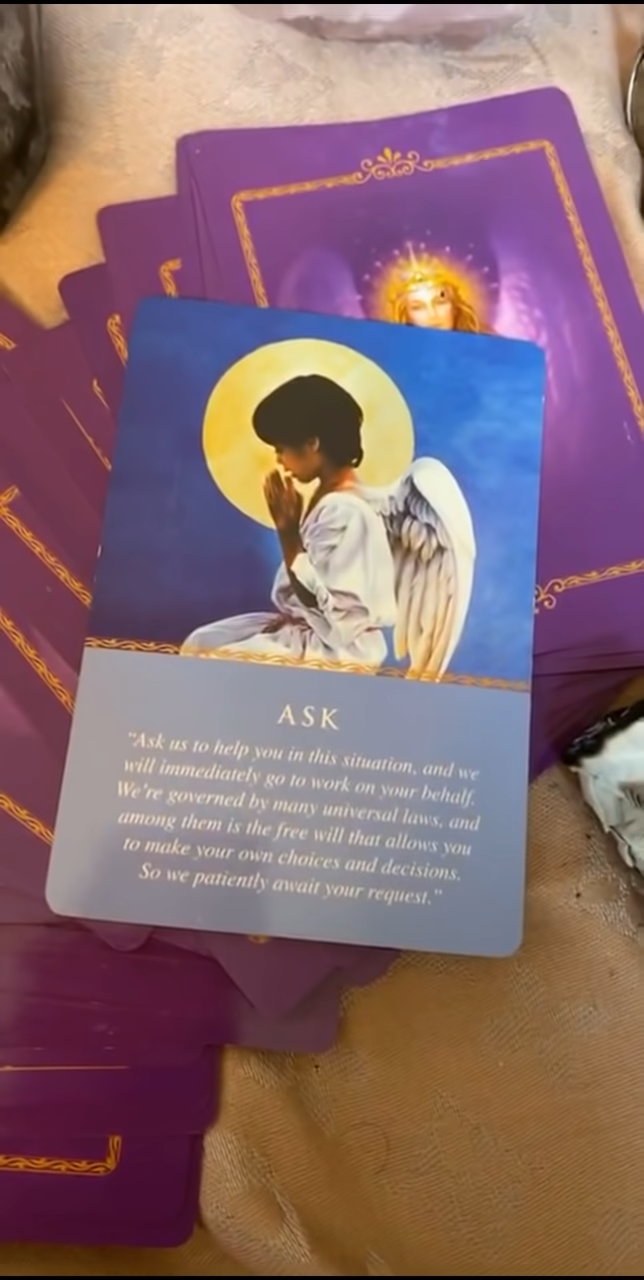 ASK
"Ask us to help you in this situation, and we
will immediately go to work on your behalf.
We're governed by many universal laws, and
among them is the free will that allows you
to make your own choices and decisions.
So we patiently await your request."